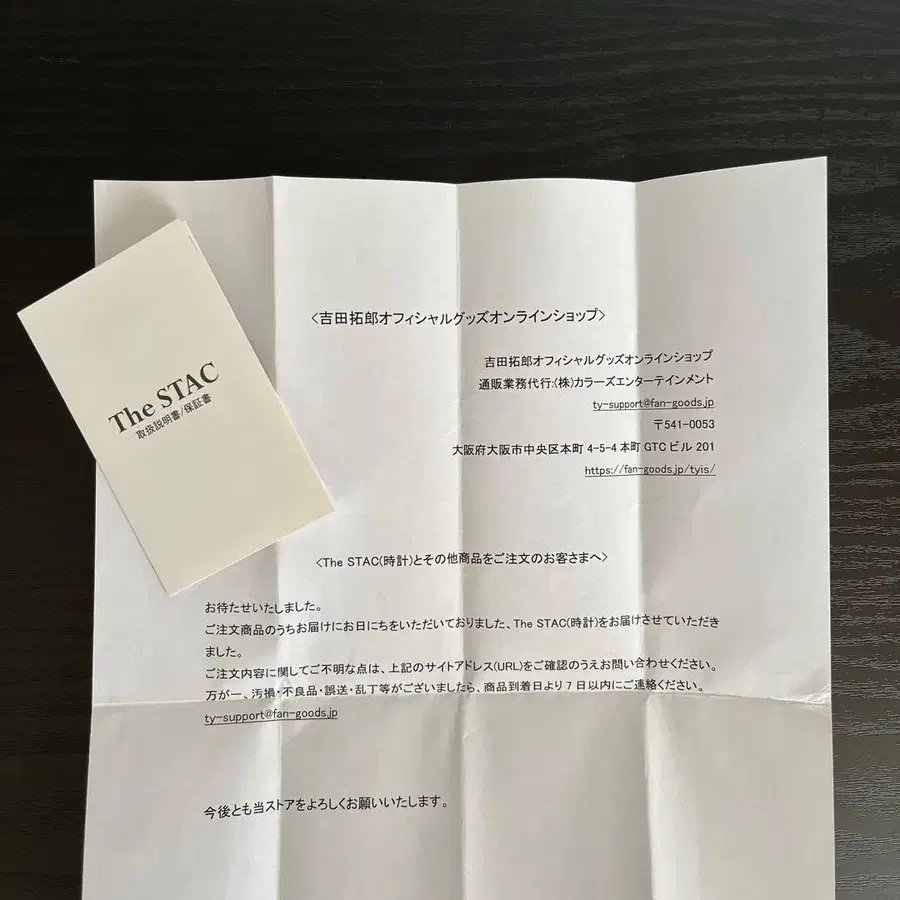 The STAC
取扱説明書/保証書
<吉田拓郎オフィシャルグッズオンラインショップ>
吉田拓郎オフィシャルグッズオンラインショップ
通販業務代行:(株)カラーズエンターテインメント
ty-support@fan-goods.jp
〒541-0053
大阪府大阪市中央区本町 4-5-4 本町 GTC ビル 201
https://fan-goods.jp/tyis/
<The STAC(時計)とその他商品をご注文のお客さまへ>
お待たせいたしました。
ご注文商品のうちお届けにお日にちをいただいておりました、The STAC(時計)をお届けさせていただき
ました。
ご注文内容に関してご不明な点は、上記のサイトアドレス(URL)をご確認のうえお問い合わせください。
万が一、汚損・不良品・誤送・乱丁等がございましたら、商品到着日より 7 日以内にご連絡ください。
ty-support@fan-goods.jp
今後とも当ストアをよろしくお願いいたします。